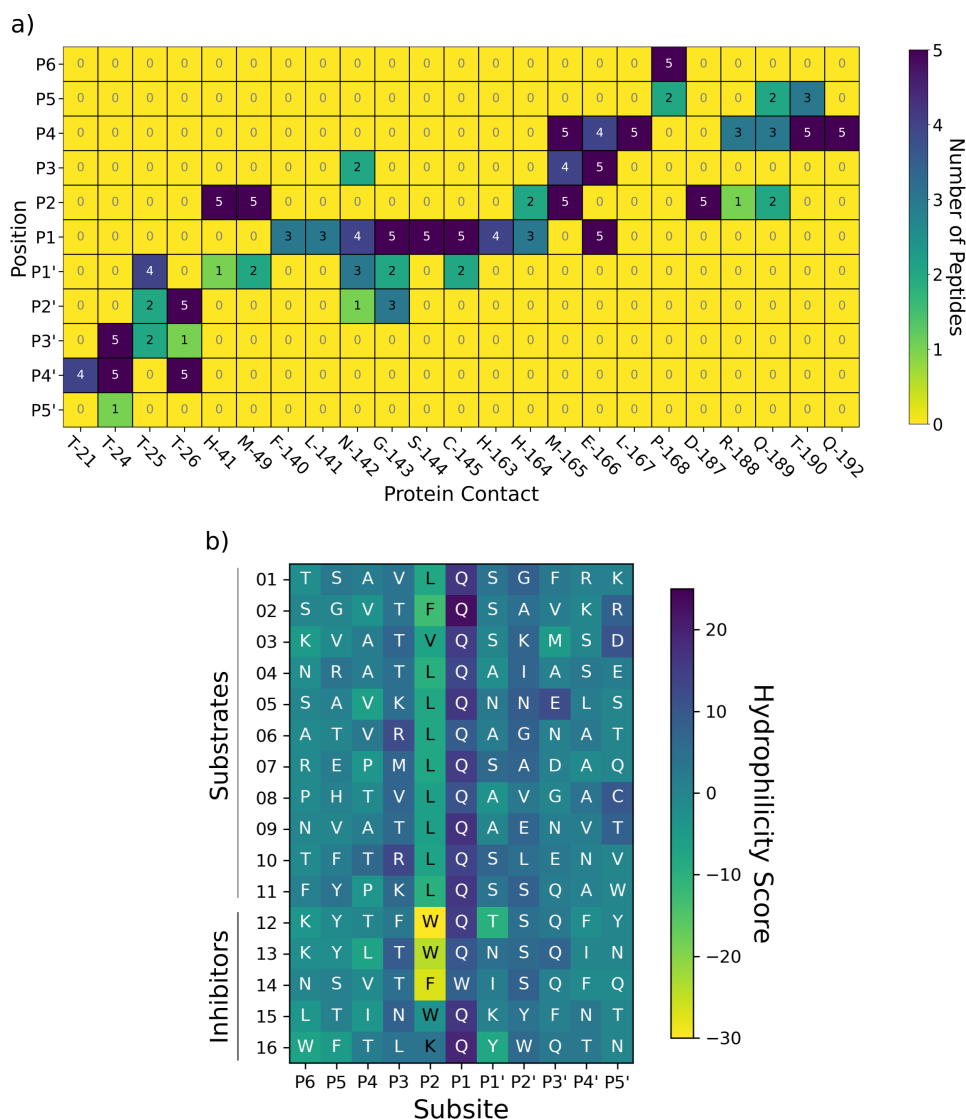 a)
P6 0 0 0 0 0 0 0 0 0 0 0 0 0 0 0 0 0 5 0 0 0 0 0
P5 0 0 0 0 0 0 0 0 0 0 0 0 0 0 0 0 0 2 0 0 2 3 0
P4 0 0 0 0 0 0 0 0 0 0 0 0 0 0 5 4 5 0 0 3 3 5 5
P3 0 0 0 0 0 0 0 0 2 0 0 0 0 0 4 5 0 0 0 0 0 0 0
P2 0 0 0 0 5 5 0 0 0 0 0 0 0 2 5 0 0 0 5 1 2 0 0
P1 0 0 0 0 0 0 3 3 4 5 5 5 4 3 0 5 0 0 0 0 0 0 0
P1' 0 0 4 0 1 2 0 0 3 2 0 2 0 0 0 0 0 0 0 0 0 0 0
P2' 0 0 2 5 0 0 0 0 1 3 0 0 0 0 0 0 0 0 0 0 0 0 0
P3' 0 5 2 1 0 0 0 0 0 0 0 0 0 0 0 0 0 0 0 0 0 0 0
P4' 4 5 0 5 0 0 0 0 0 0 0 0 0 0 0 0 0 0 0 0 0 0 0
P5' 0 1 0 0 0 0 0 0 0 0 0 0 0 0 0 0 0 0 0 0 0 0 0
Position
T-21 T-24 T-25 T-26 H-41 M-49 F-140 L-141 N-142 G-143 S-144 C-145 H-163 H-164 M-165 E-166 L-167 P-168 D-187 R-188 Q-189 T-190 Q-192
Protein Contact
5
4
3
2
1
0
Number of Peptides
b)
Substrates
01 T S A V L Q S G F R K
02 S G V T F Q S A V K R
03 K V A T V Q S K M S D
04 N R A T L Q A I A S E
05 S A V K L Q N N E L S
06 A T V R L Q A G N A T
07 R E P M L Q S A D A Q
08 P H T V L Q A V G A C
09 N V A T L Q A E N V T
10 T F T R L Q S L E N V
11 F Y P K L Q S S Q A W
Inhibitors
12 K Y T F W Q T S Q F Y
13 K Y L T W Q N S Q I N
14 N S V T F W I S Q F Q
15 L T I N W Q K Y F N T
16 W F T L K Q Y W Q T N
P6 P5 P4 P3 P2 P1 P1' P2' P3' P4' P5'
Subsite
20
10
0
−10
−20
−30
Hydrophilicity Score